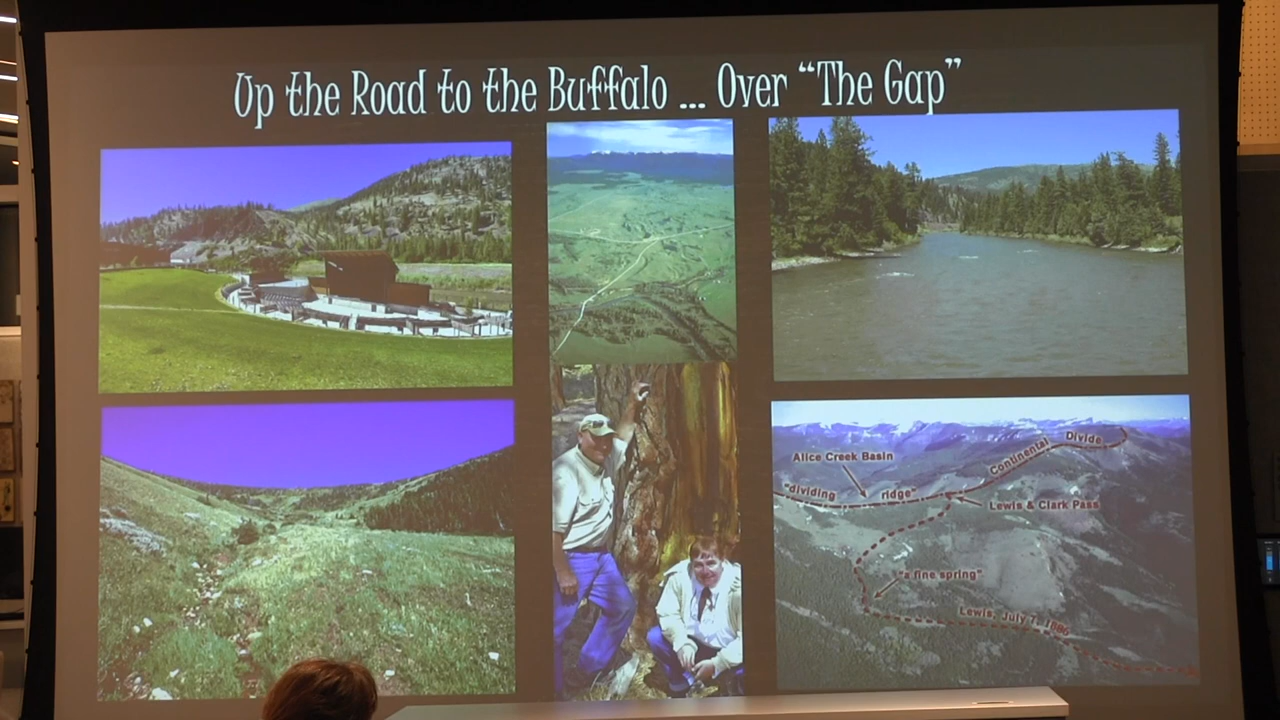 Up the Road to the Buffalo ... Over “The Gap”
Continental Divide
Alice Creek Basin
"dividing ridge"
Lewis & Clark Pass
"a fine spring"
Lewis, July 7, 1886